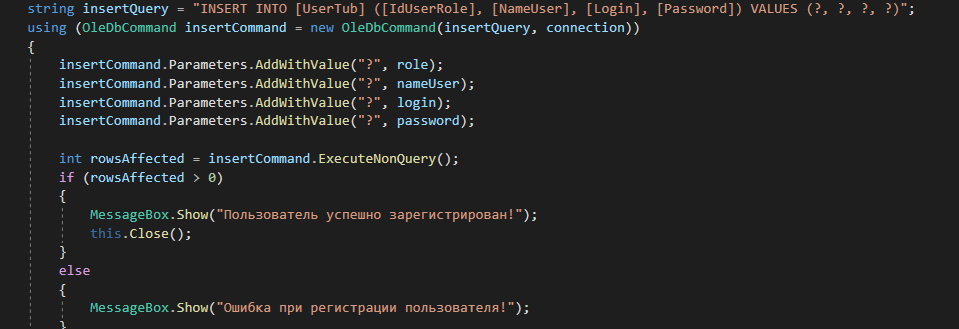 string insertQuery = "INSERT INTO [UserTub] ([IdUserRole], [NameUser], [Login], [Password]) VALUES (?, ?, ?, ?)";
using (OleDbCommand insertCommand = new OleDbCommand(insertQuery, connection))
{
    insertCommand.Parameters.AddWithValue("?", role);
    insertCommand.Parameters.AddWithValue("?", nameUser);
    insertCommand.Parameters.AddWithValue("?", login);
    insertCommand.Parameters.AddWithValue("?", password);

    int rowsAffected = insertCommand.ExecuteNonQuery();
    if (rowsAffected > 0)
    {
        MessageBox.Show("Пользователь успешно зарегистрирован!");
        this.Close();
    }
    else
    {
        MessageBox.Show("Ошибка при регистрации пользователя!");
    }